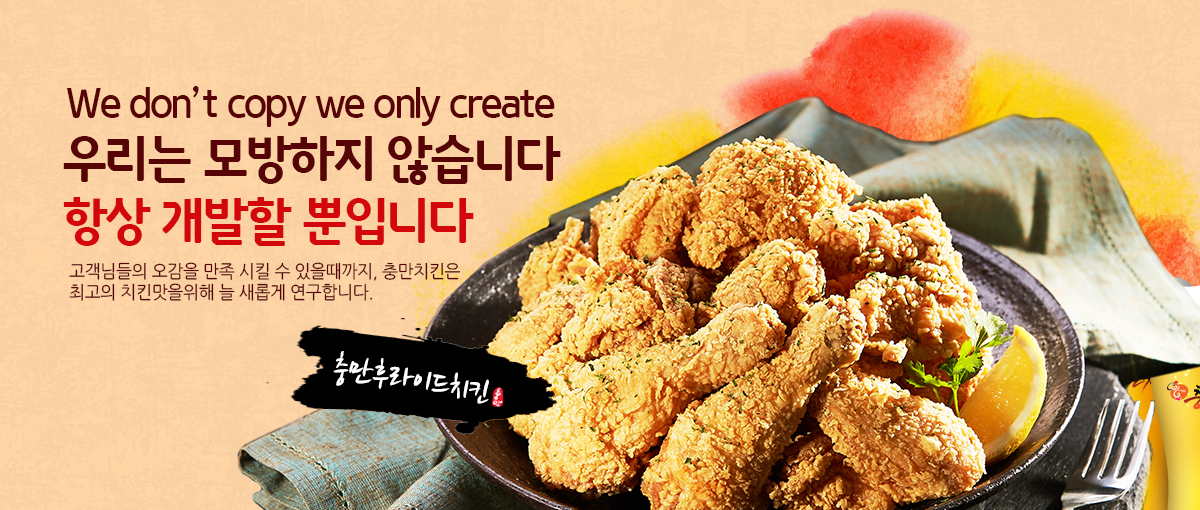 We don’t copy we only create
우리는 모방하지 않습니다
항상 개발할 뿐입니다
고객님들의 오감을 만족 시킬 수 있을때까지, 충만치킨은
최고의 치킨맛을위해 늘 새롭게 연구합니다.
충만후라이드치킨